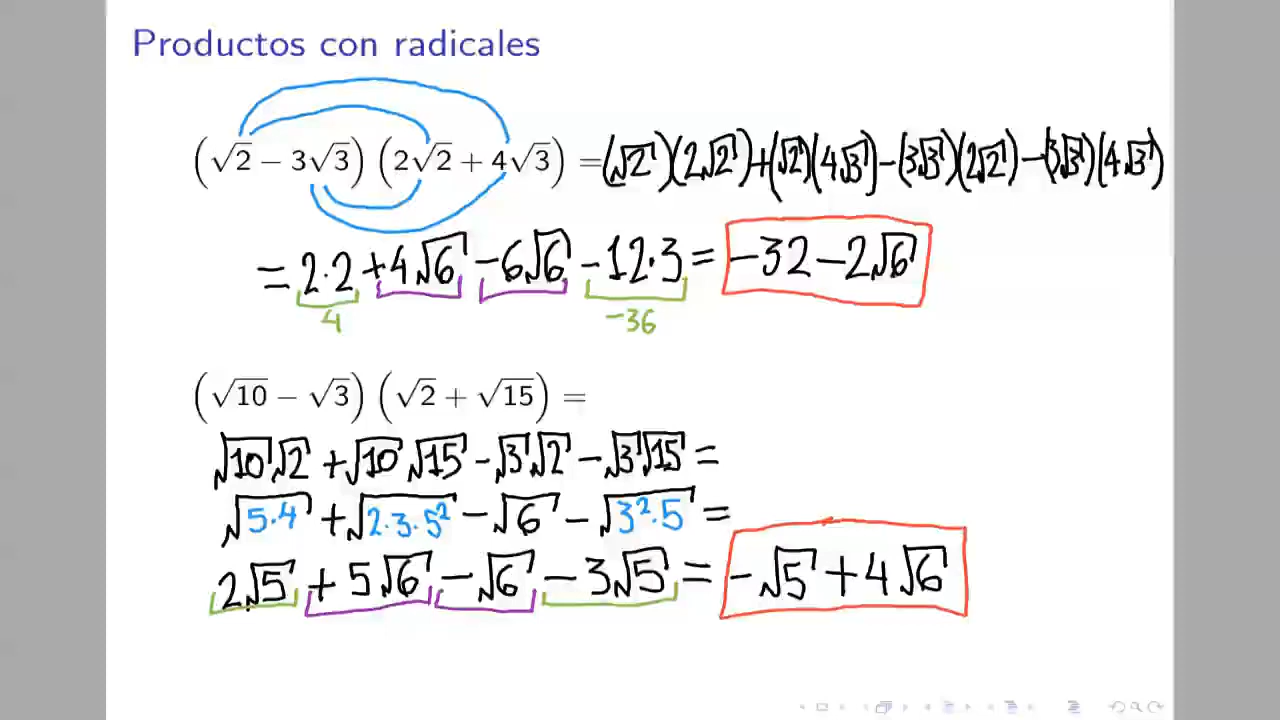 Productos con radicales
(√2 − 3√3) (2√2 + 4√3) = (√2)(2√2) + (√2)(4√3) − (3√3)(2√2) − (3√3)(4√3)
= 2·2 + 4√6 − 6√6 − 12·3 = −32 − 2√6
4 −36
(√10 − √3) (√2 + √15) =
√10 √2 + √10 √15 − √3 √2 − √3 √15 =
√5·4 + √2·3·5² − √6 − √3²·5 =
2√5 + 5√6 − √6 − 3√5 = −√5 + 4√6